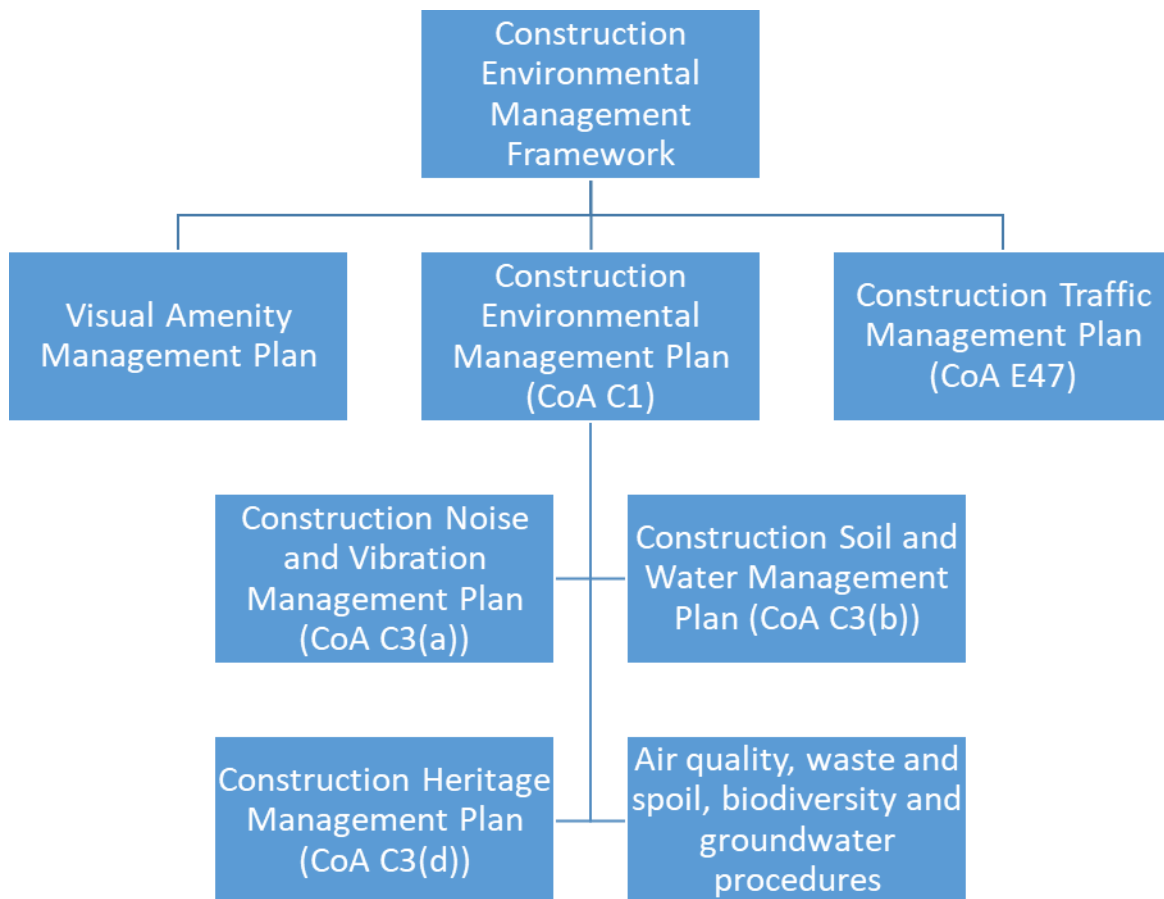 Construction
Environmental
Management
Framework
Visual Amenity
Management Plan
Construction
Environmental
Management Plan
(CoA C1)
Construction Traffic
Management Plan
(CoA E47)
Construction Noise
and Vibration
Management Plan
(CoA C3(a))
Construction Soil and
Water Management
Plan (CoA C3(b))
Construction Heritage
Management Plan
(CoA C3(d))
Air quality, waste and
spoil, biodiversity and
groundwater
procedures